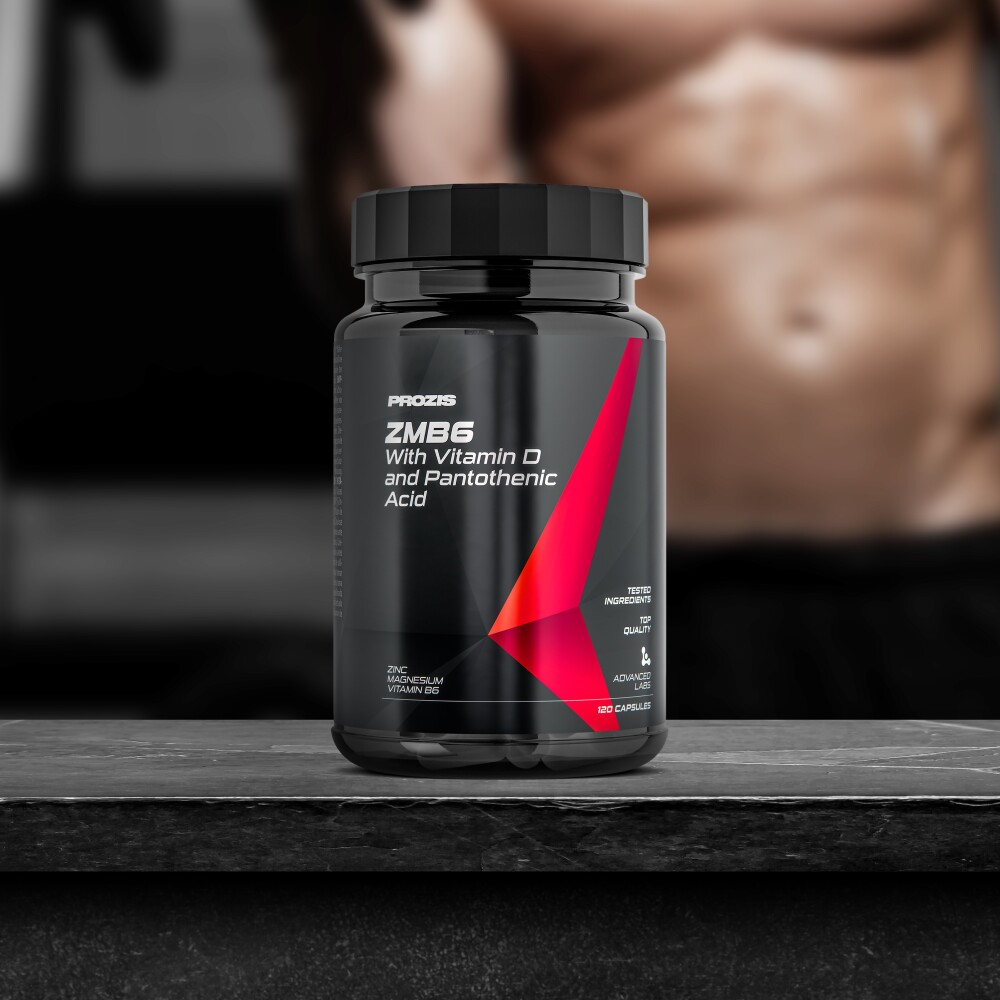 PROZIS
ZMB6
With Vitamin D
and Pantothenic
Acid
TESTED
INGREDIENTS
TOP
QUALITY
ADVANCED
LABS
ZINC
MAGNESIUM
VITAMIN B6
120 CAPSULES